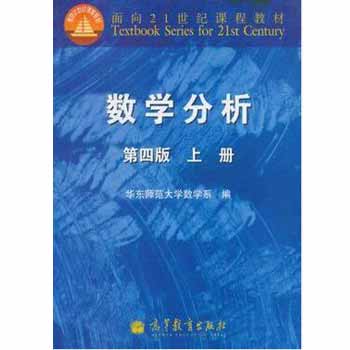 面向21世纪课程教材
Textbook Series for 21st Century
数学分析
第四版 上册
华东师范大学数学系 编
高等教育出版社